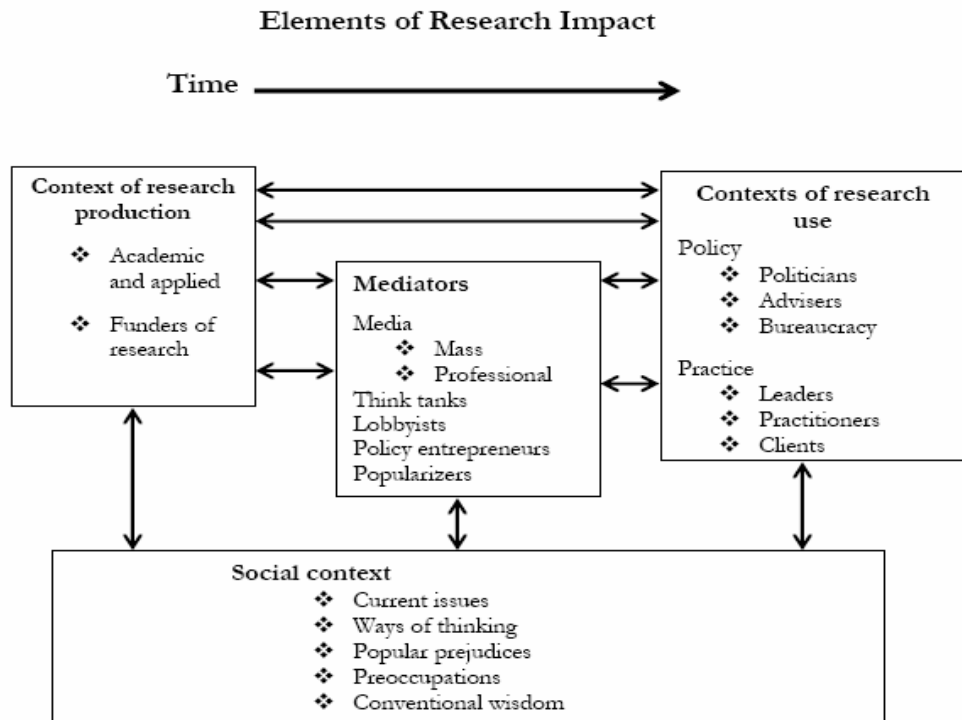 Elements of Research Impact
Time
Context of research
production
❖ Academic
and applied
❖ Funders of
research
Mediators
Media
❖ Mass
❖ Professional
Think tanks
Lobbyists
Policy entrepreneurs
Popularizers
Contexts of research
use
Policy
❖ Politicians
❖ Advisers
❖ Bureaucracy
Practice
❖ Leaders
❖ Practitioners
❖ Clients
Social context
❖ Current issues
❖ Ways of thinking
❖ Popular prejudices
❖ Preoccupations
❖ Conventional wisdom